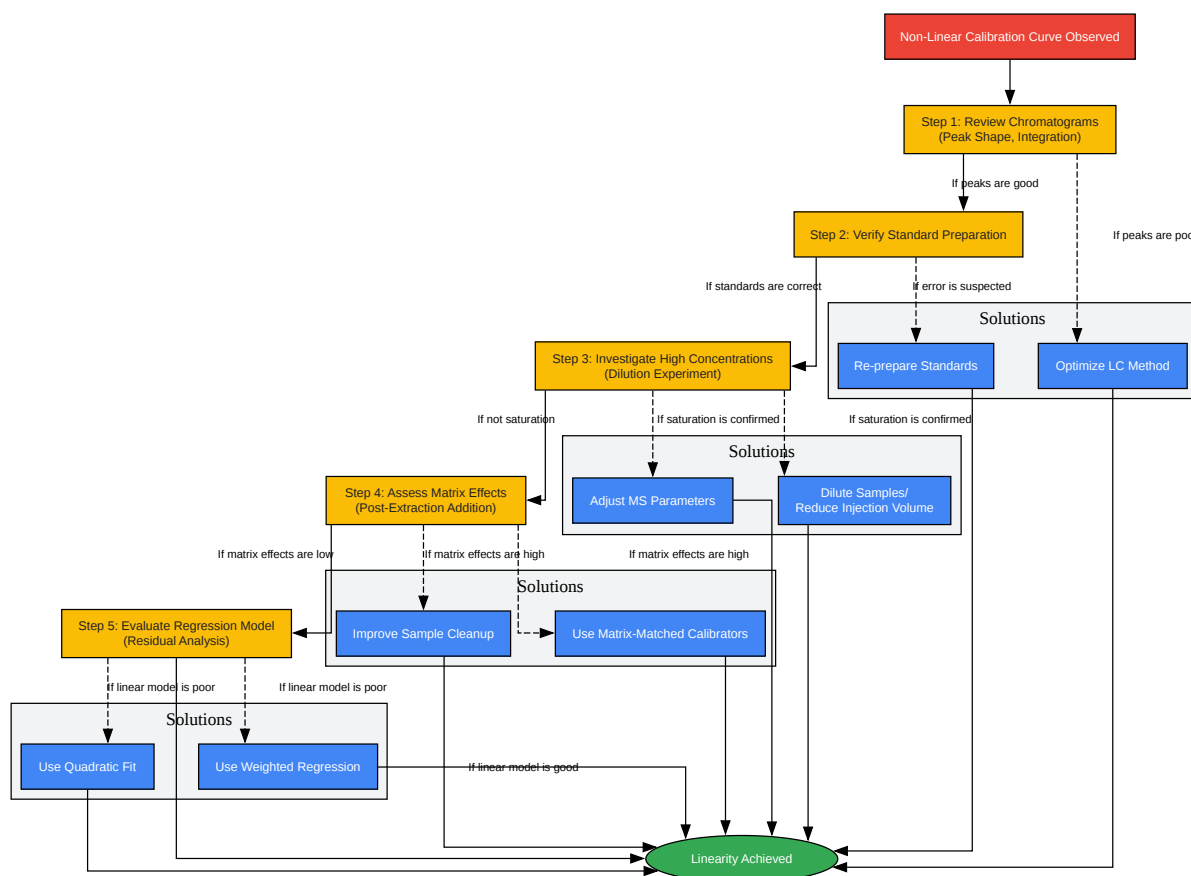 Non-Linear Calibration Curve Observed
Step 1: Review Chromatograms
(Peak Shape, Integration)
If peaks are good
If peaks are
Step 2: Verify Standard Preparation
If standards are correct
If error is suspected
Solutions
Re-prepare Standards
Optimize LC Method
Step 3: Investigate High Concentrations
(Dilution Experiment)
If not saturation
If saturation is confirmed
If saturation is confirmed
Solutions
Adjust MS Parameters
Dilute Samples/
Reduce Injection Volume
Step 4: Assess Matrix Effects
(Post-Extraction Addition)
If matrix effects are low
If matrix effects are high
If matrix effects are high
Solutions
Improve Sample Cleanup
Use Matrix-Matched Calibrators
Step 5: Evaluate Regression Model
(Residual Analysis)
If linear model is poor
If linear model is poor
Solutions
Use Quadratic Fit
Use Weighted Regression
If linear model is good
Linearity Achieved